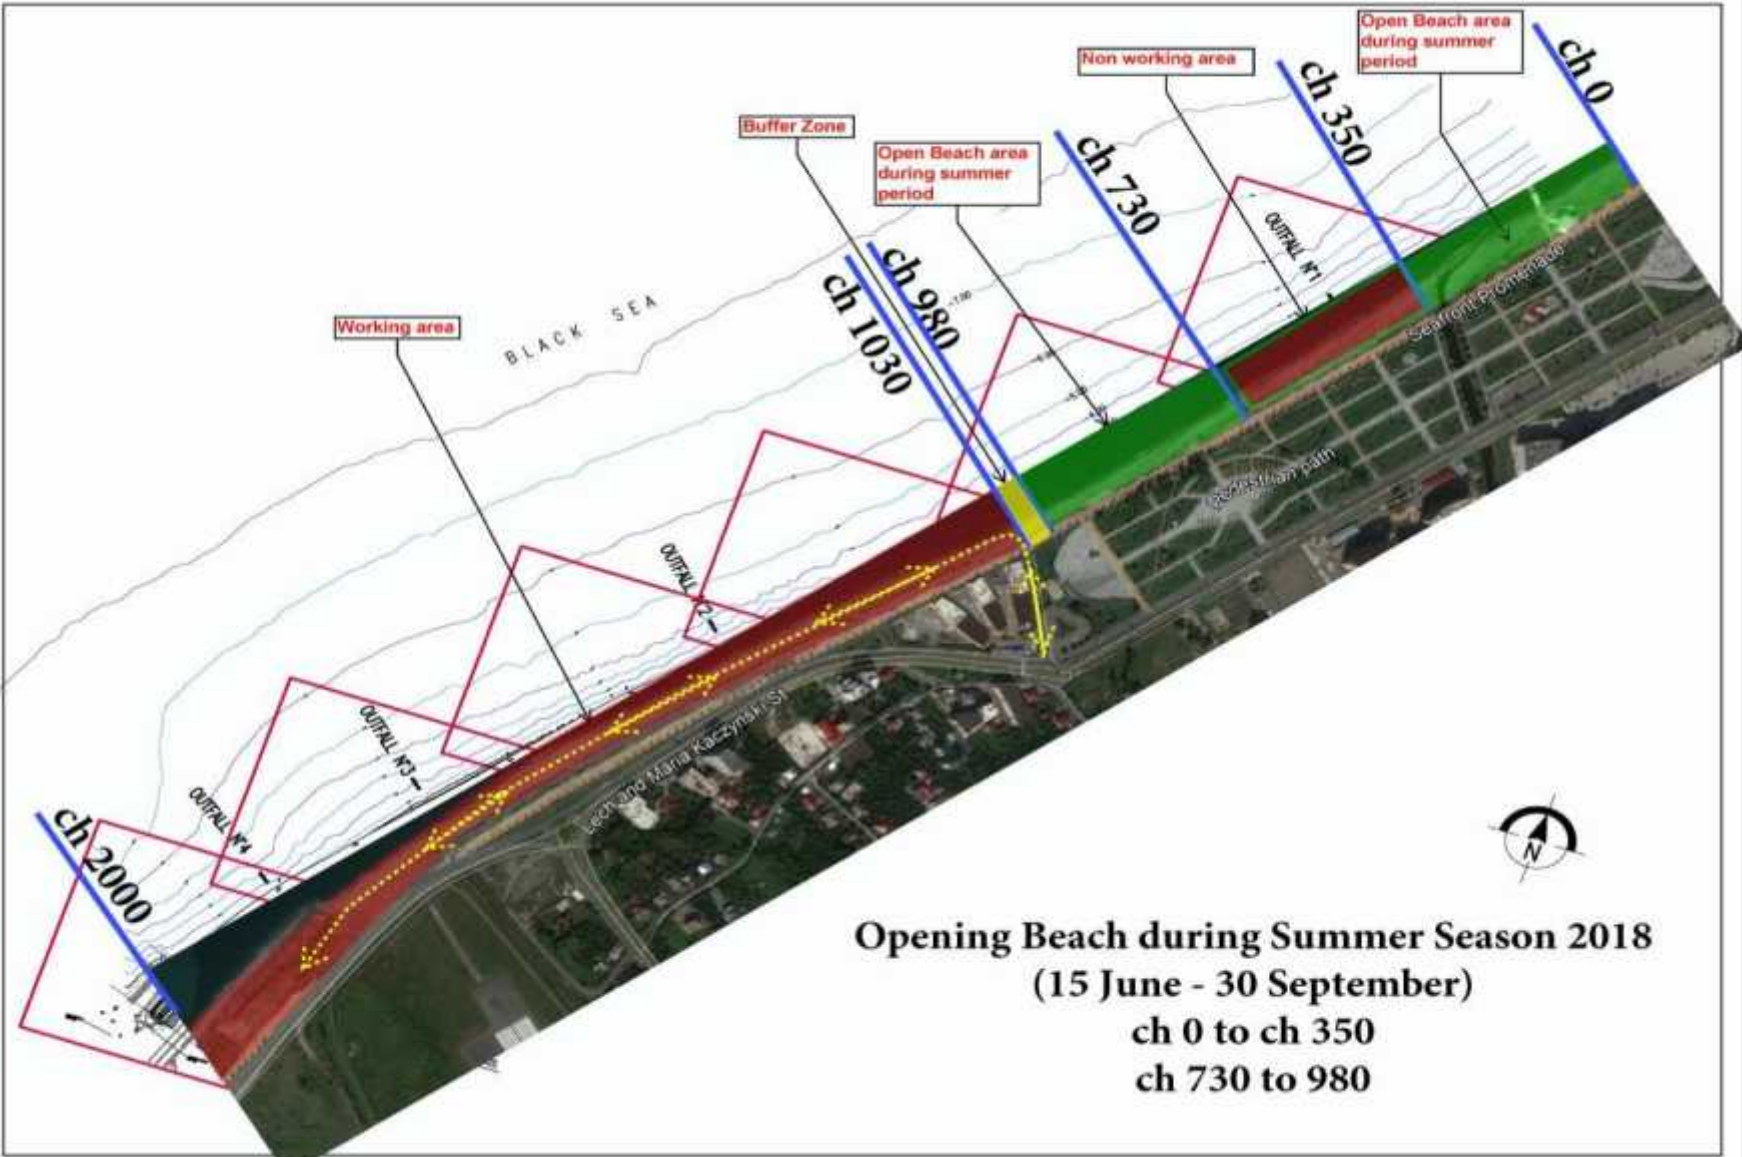 Open Beach area
during summer
period
ch 0
Non working area
ch 350
Buffer Zone
Open Beach area
during summer
period
ch 730
OUTFALL N°1
ch 980
ch 1030
Seafront Promenade
BLACK SEA
Working area
Pedestrian path
Lech and Maria Kaczynski St
OUTFALL N°3
OUTFALL N°4
ch 2000
N
Opening Beach during Summer Season 2018
(15 June - 30 September)
ch 0 to ch 350
ch 730 to 980